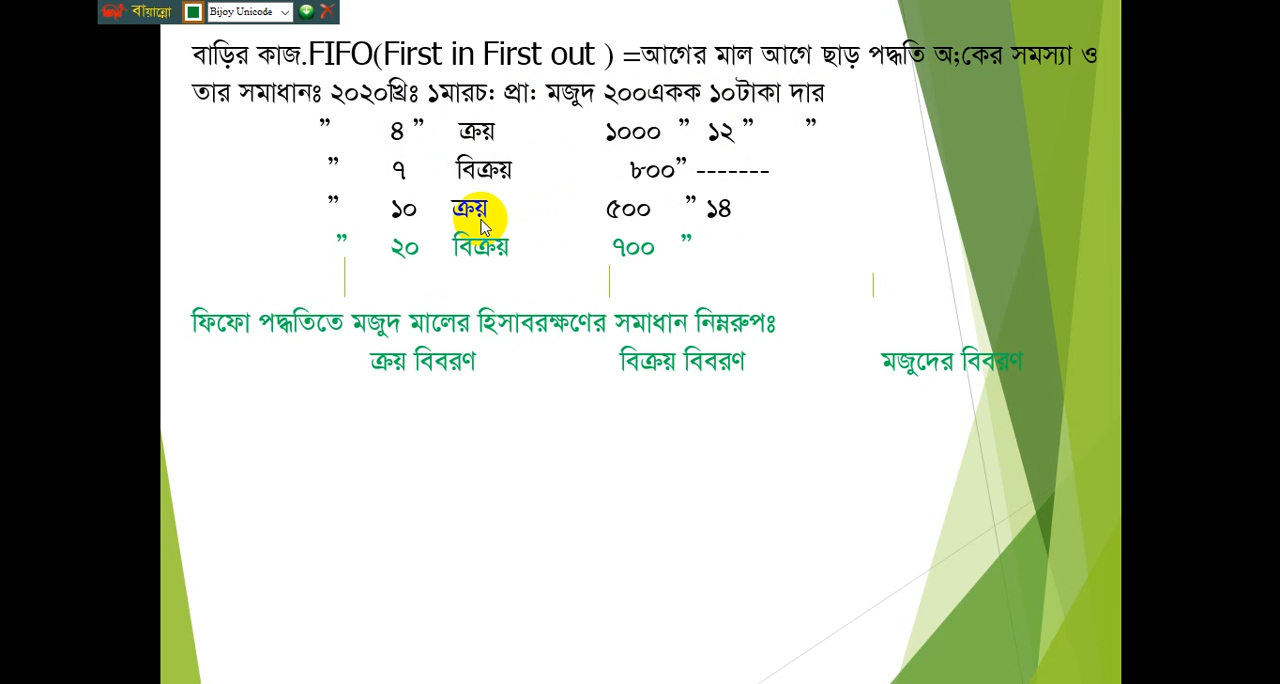 বাঁয়ান্নো Bijoy Unicode
বাড়ির কাজ.FIFO(First in First out ) =আগের মাল আগে ছাড় পদ্ধতি অ;কের সমস্যা ও
তার সমাধানঃ ২০২০খ্রিঃ ১মারচ: প্রা: মজুদ ২০০একক ১০টাকা দার
” ৪ ” ক্রয় ১০০০ ” ১২ ” ”
” ৭ বিক্রয় ৮০০” -------
” ১০ ক্রয় ৫০০ ” ১৪
” ২০ বিক্রয় ৭০০ ”
ফিফো পদ্ধতিতে মজুদ মালের হিসাবরক্ষণের সমাধান নিম্নরুপঃ
ক্রয় বিবরণ বিক্রয় বিবরণ মজুদের বিবরণ